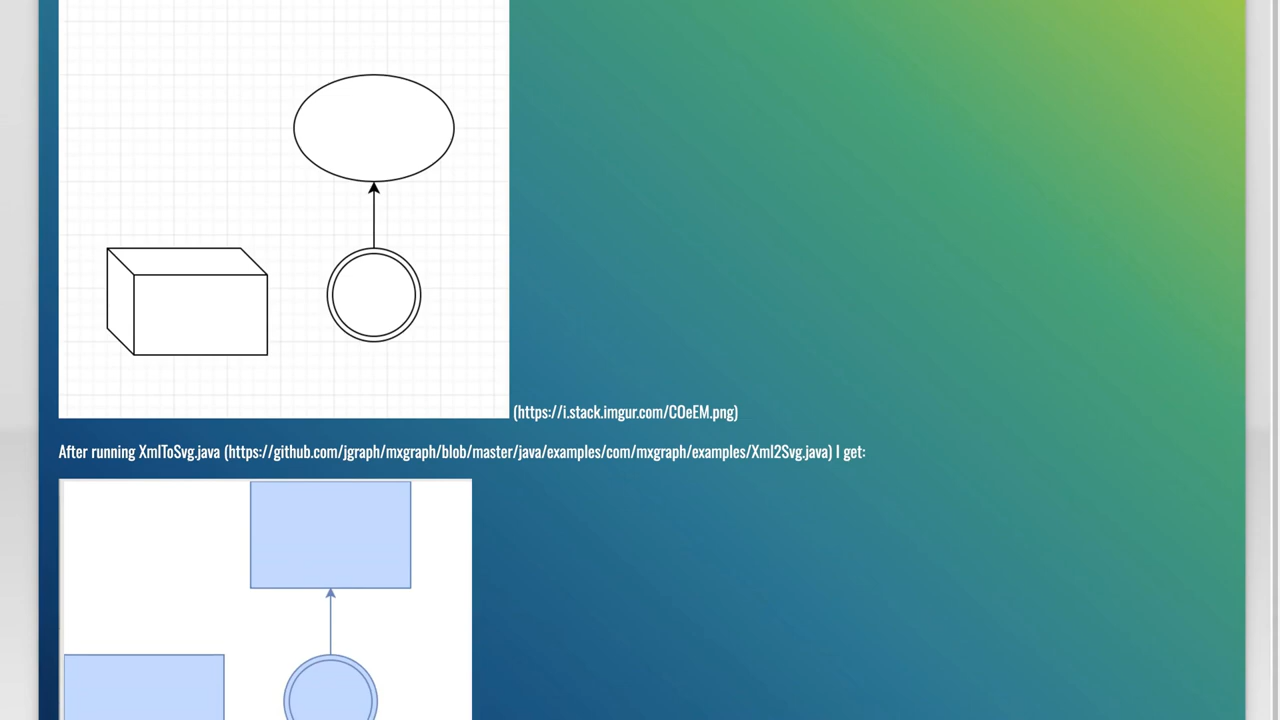 (https://i.stack.imgur.com/COeEM.png)
After running XmlToSvg.java (https://github.com/jgraph/mxgraph/blob/master/java/examples/com/mxgraph/examples/Xml2Svg.java) I get: